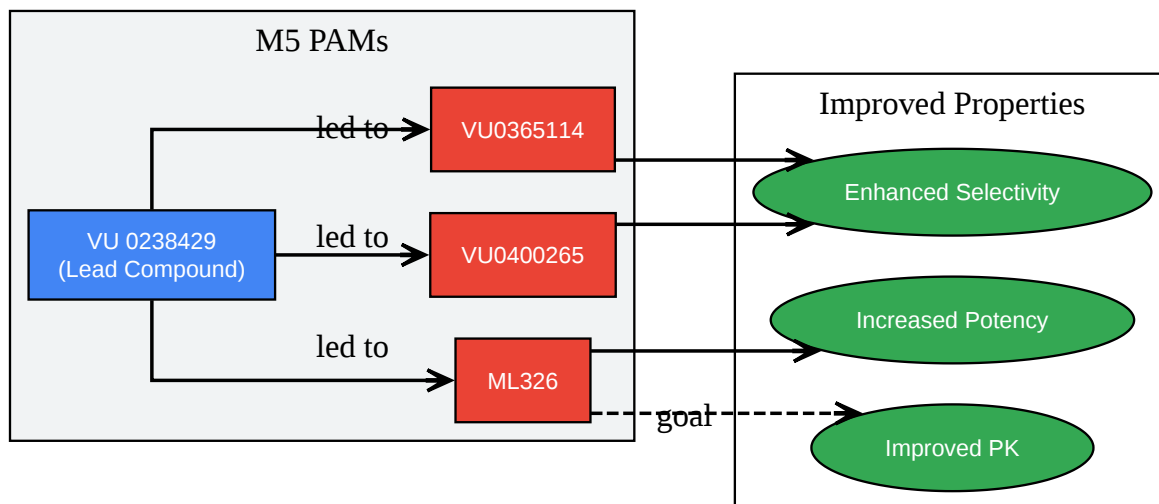 M5 PAMs
led to
VU0365114
VU 0238429
(Lead Compound)
led to
VU0400265
led to
ML326
goal
Improved Properties
Enhanced Selectivity
Increased Potency
Improved PK